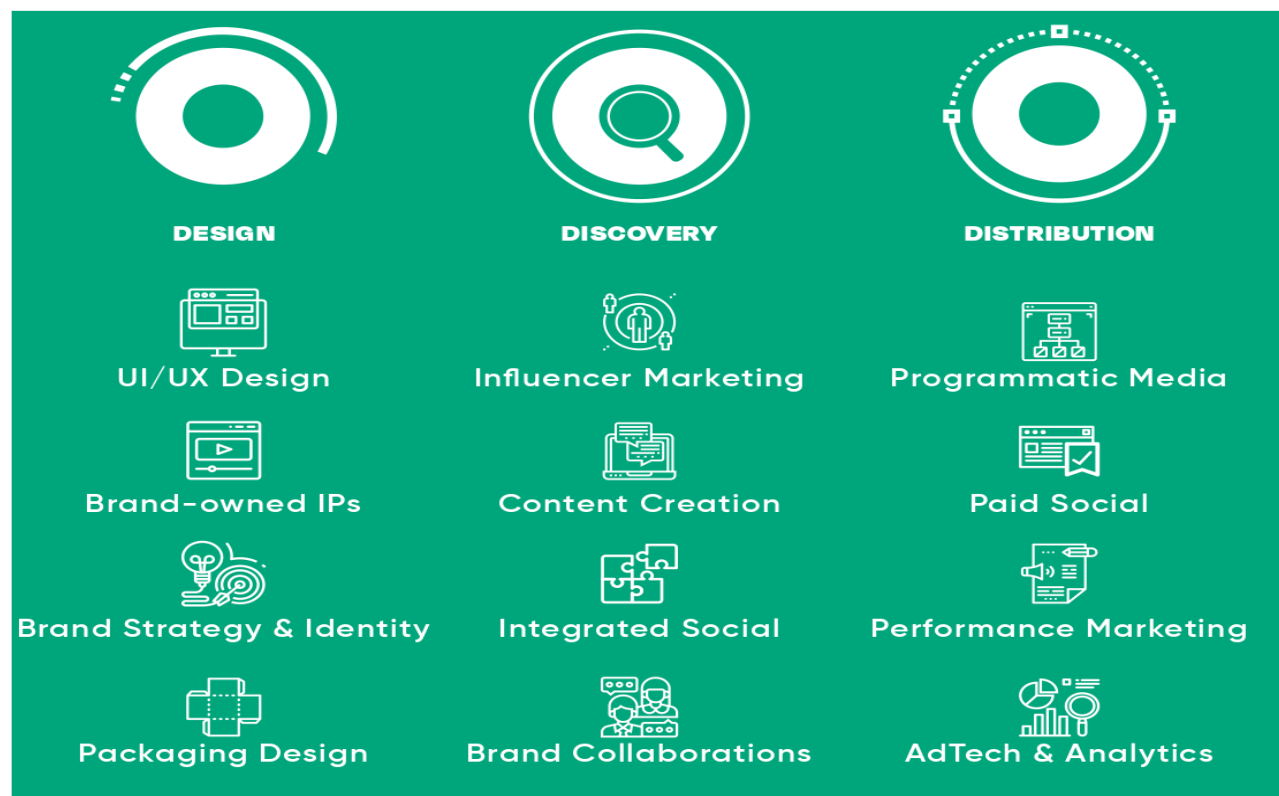 DESIGN
DISCOVERY
DISTRIBUTION
UI/UX Design
Influencer Marketing
Programmatic Media
Brand-owned IPs
Content Creation
Paid Social
Brand Strategy & Identity
Integrated Social
Performance Marketing
Packaging Design
Brand Collaborations
AdTech & Analytics